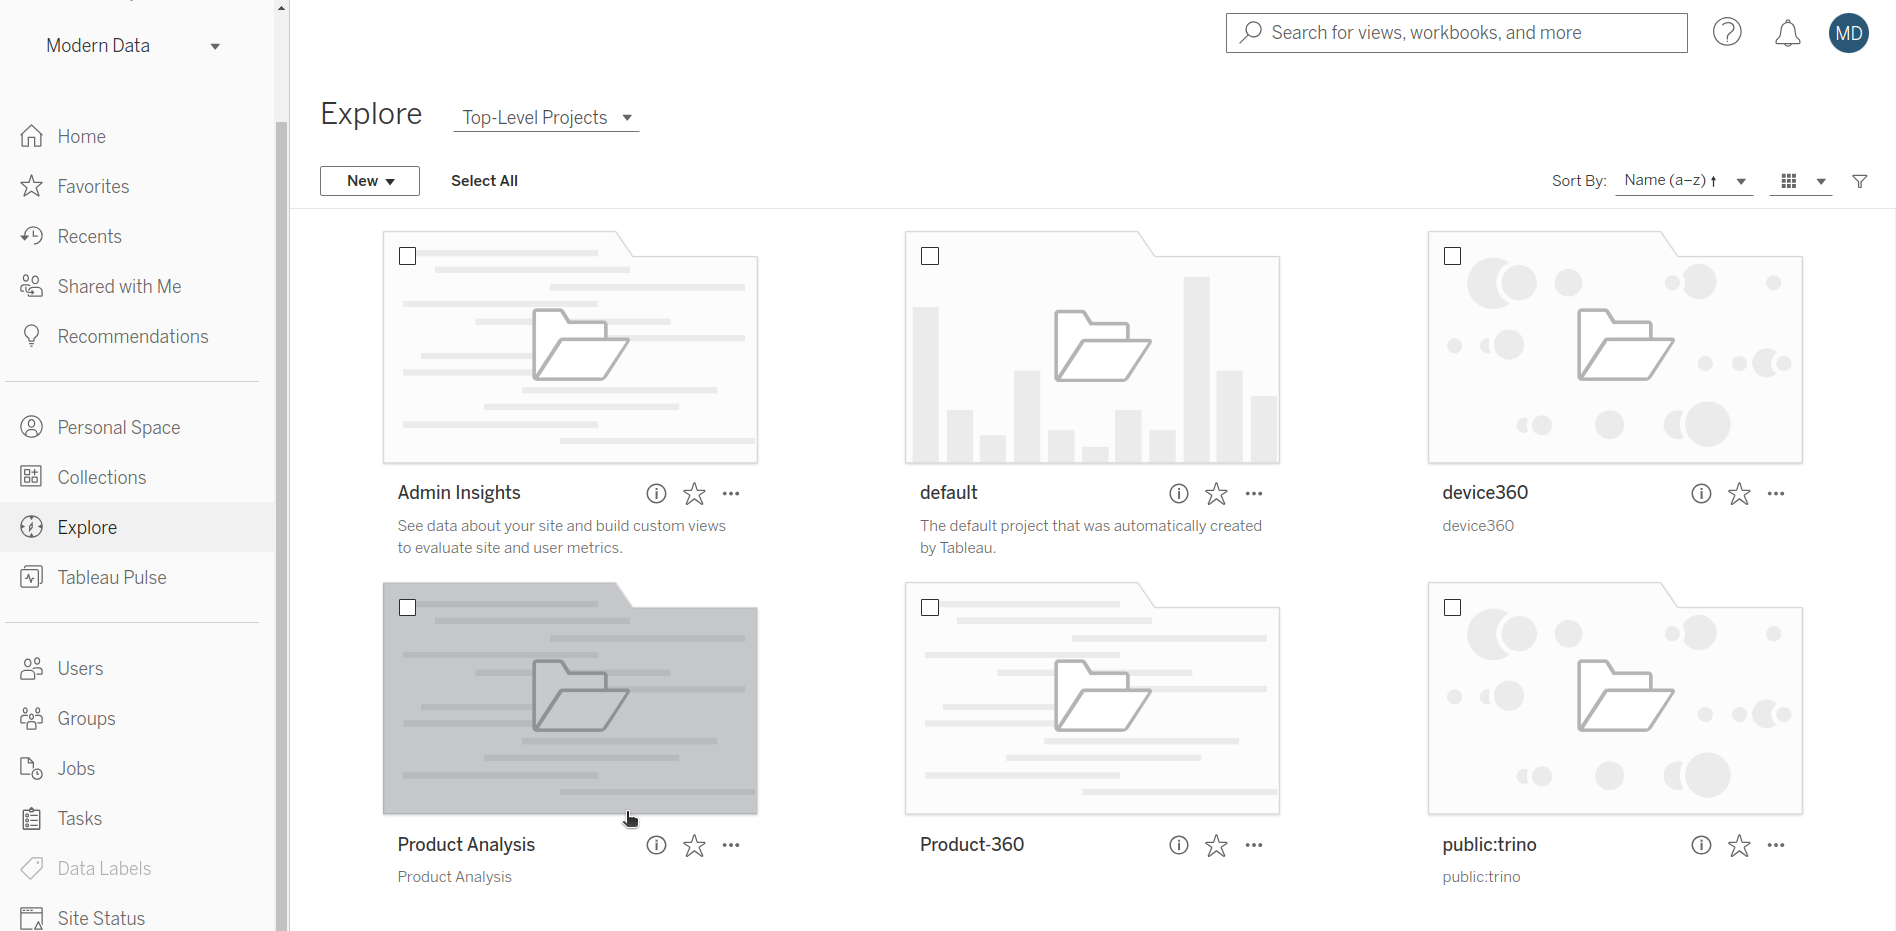 Modern Data
Search for views, workbooks, and more
MD
Home
Favorites
Recents
Shared with Me
Recommendations
Personal Space
Collections
Explore
Tableau Pulse
Users
Groups
Jobs
Tasks
Data Labels
Site Status
Explore
Top-Level Projects
New
Select All
Sort By:
Name (a–z)
Admin Insights
See data about your site and build custom views
to evaluate site and user metrics.
default
The default project that was automatically created
by Tableau.
device360
device360
Product Analysis
Product Analysis
Product-360
public:trino
public:trino